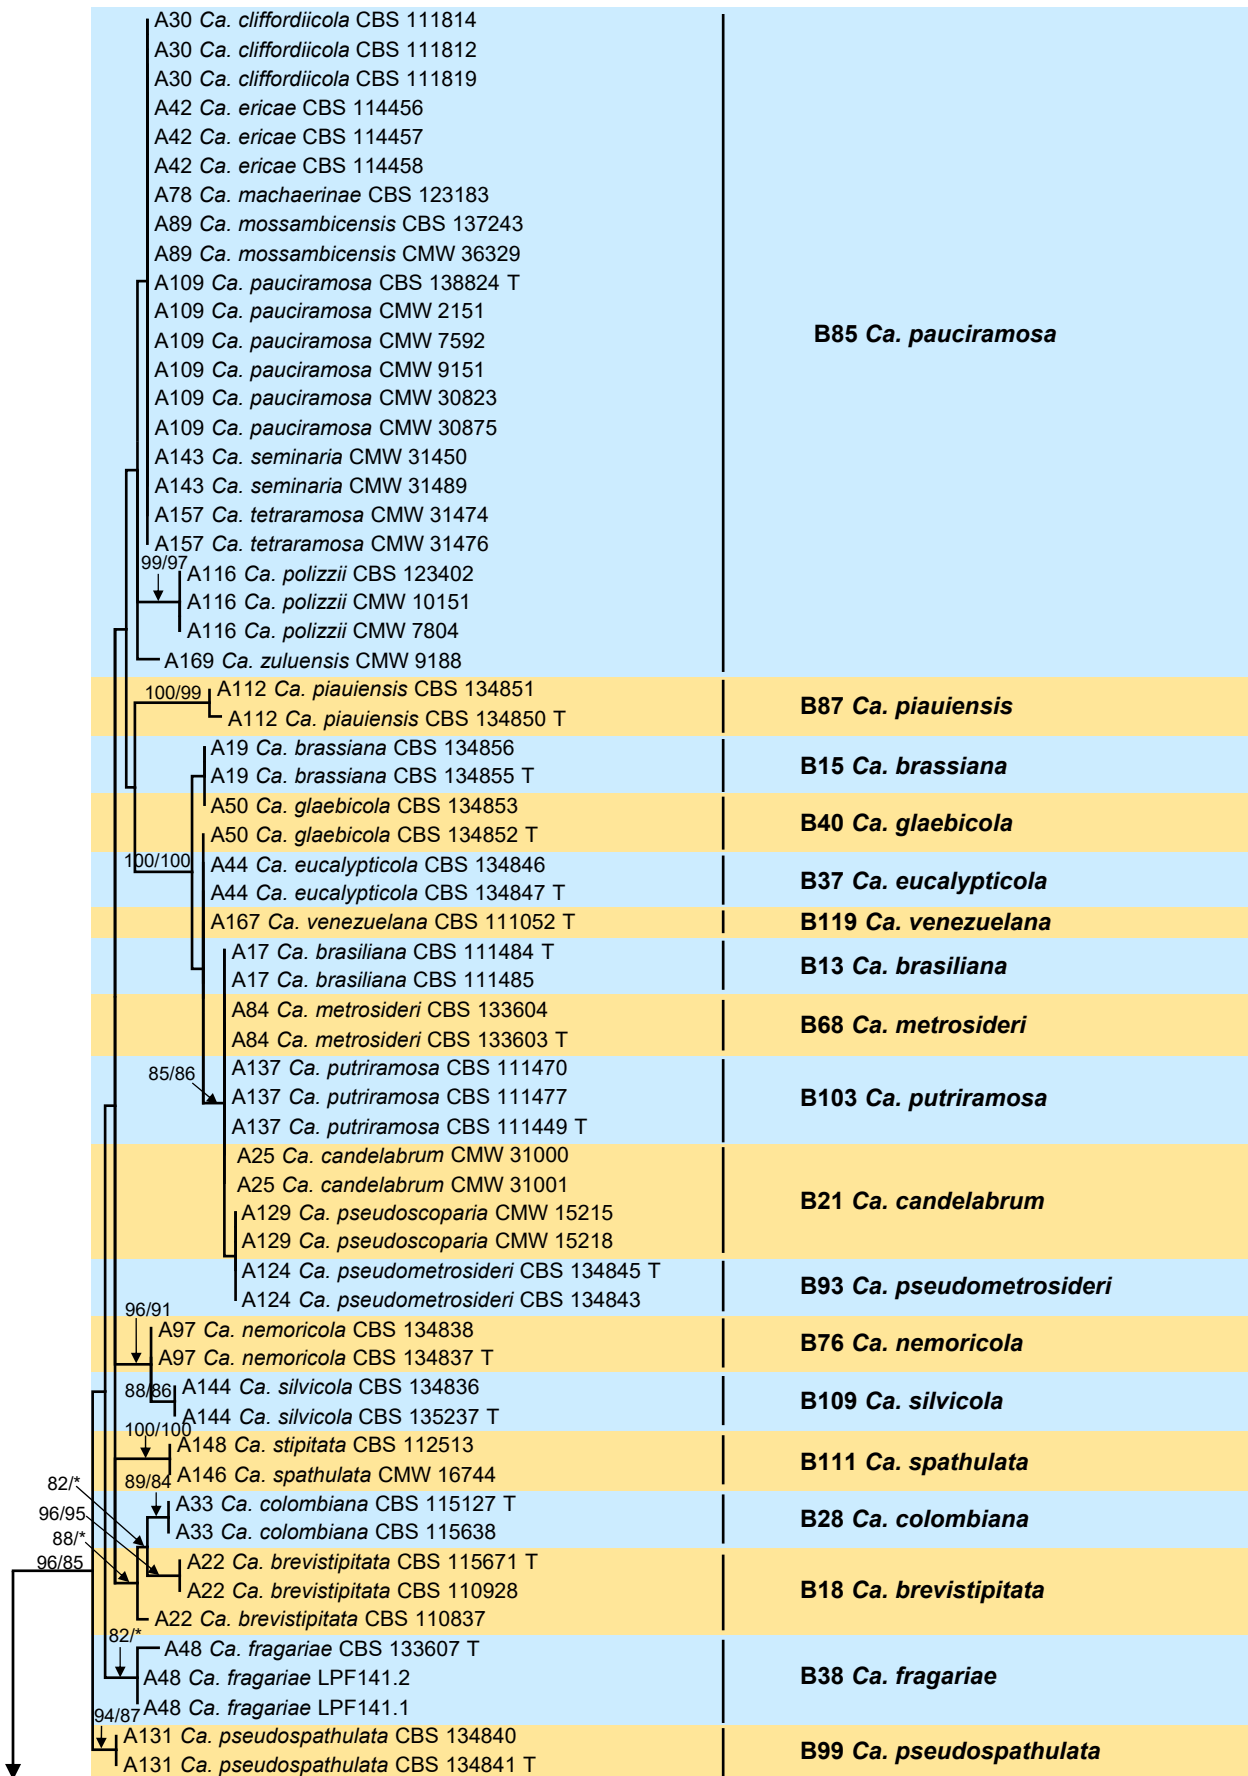 A30 Ca. cliffordiicola CBS 111814
A30 Ca. cliffordiicola CBS 111812
A30 Ca. cliffordiicola CBS 111819
A42 Ca. ericae CBS 114456
A42 Ca. ericae CBS 114457
A42 Ca. ericae CBS 114458
A78 Ca. machaerinae CBS 123183
A89 Ca. mossambicensis CBS 137243
A89 Ca. mossambicensis CMW 36329
A109 Ca. pauciramosa CBS 138824 T
A109 Ca. pauciramosa CMW 2151
A109 Ca. pauciramosa CMW 7592
A109 Ca. pauciramosa CMW 9151
A109 Ca. pauciramosa CMW 30823
A109 Ca. pauciramosa CMW 30875
A143 Ca. seminaria CMW 31450
A143 Ca. seminaria CMW 31489
A157 Ca. tetraramosa CMW 31474
A157 Ca. tetraramosa CMW 31476
99/97
A116 Ca. polizzii CBS 123402
A116 Ca. polizzii CMW 10151
A116 Ca. polizzii CMW 7804
A169 Ca. zuluensis CMW 9188
B85 Ca. pauciramosa
100/99
A112 Ca. piauiensis CBS 134851
A112 Ca. piauiensis CBS 134850 T
B87 Ca. piauiensis
A19 Ca. brassiana CBS 134856
A19 Ca. brassiana CBS 134855 T
B15 Ca. brassiana
A50 Ca. glaebicola CBS 134853
A50 Ca. glaebicola CBS 134852 T
B40 Ca. glaebicola
100/100
A44 Ca. eucalypticola CBS 134846
A44 Ca. eucalypticola CBS 134847 T
B37 Ca. eucalypticola
A167 Ca. venezuelana CBS 111052 T
B119 Ca. venezuelana
A17 Ca. brasiliana CBS 111484 T
A17 Ca. brasiliana CBS 111485
B13 Ca. brasiliana
A84 Ca. metrosideri CBS 133604
A84 Ca. metrosideri CBS 133603 T
B68 Ca. metrosideri
85/86
A137 Ca. putriramosa CBS 111470
A137 Ca. putriramosa CBS 111477
A137 Ca. putriramosa CBS 111449 T
B103 Ca. putriramosa
A25 Ca. candelabrum CMW 31000
A25 Ca. candelabrum CMW 31001
A129 Ca. pseudoscoparia CMW 15215
A129 Ca. pseudoscoparia CMW 15218
B21 Ca. candelabrum
A124 Ca. pseudometrosideri CBS 134845 T
A124 Ca. pseudometrosideri CBS 134843
B93 Ca. pseudometrosideri
96/91
A97 Ca. nemoricola CBS 134838
A97 Ca. nemoricola CBS 134837 T
B76 Ca. nemoricola
88/86
A144 Ca. silvicola CBS 134836
A144 Ca. silvicola CBS 135237 T
B109 Ca. silvicola
100/100
A148 Ca. stipitata CBS 112513
A146 Ca. spathulata CMW 16744
B111 Ca. spathulata
82/*
89/84
A33 Ca. colombiana CBS 115127 T
A33 Ca. colombiana CBS 115638
B28 Ca. colombiana
96/95
88/*
96/85
A22 Ca. brevistipitata CBS 115671 T
A22 Ca. brevistipitata CBS 110928
A22 Ca. brevistipitata CBS 110837
B18 Ca. brevistipitata
82/*
A48 Ca. fragariae CBS 133607 T
A48 Ca. fragariae LPF141.2
A48 Ca. fragariae LPF141.1
B38 Ca. fragariae
94/87
A131 Ca. pseudospathulata CBS 134840
A131 Ca. pseudospathulata CBS 134841 T
B99 Ca. pseudospathulata